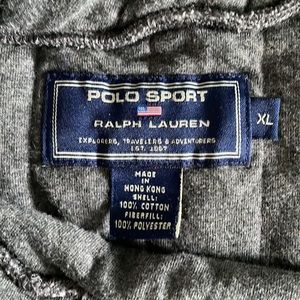 POLO SPORT
RALPH LAUREN
EXPLORERS, TRAVELERS & ADVENTURERS
EST. 1967
XL
MADE
IN
HONG KONG
SHELL:
100% COTTON
FIBERFILL:
100% POLYESTER